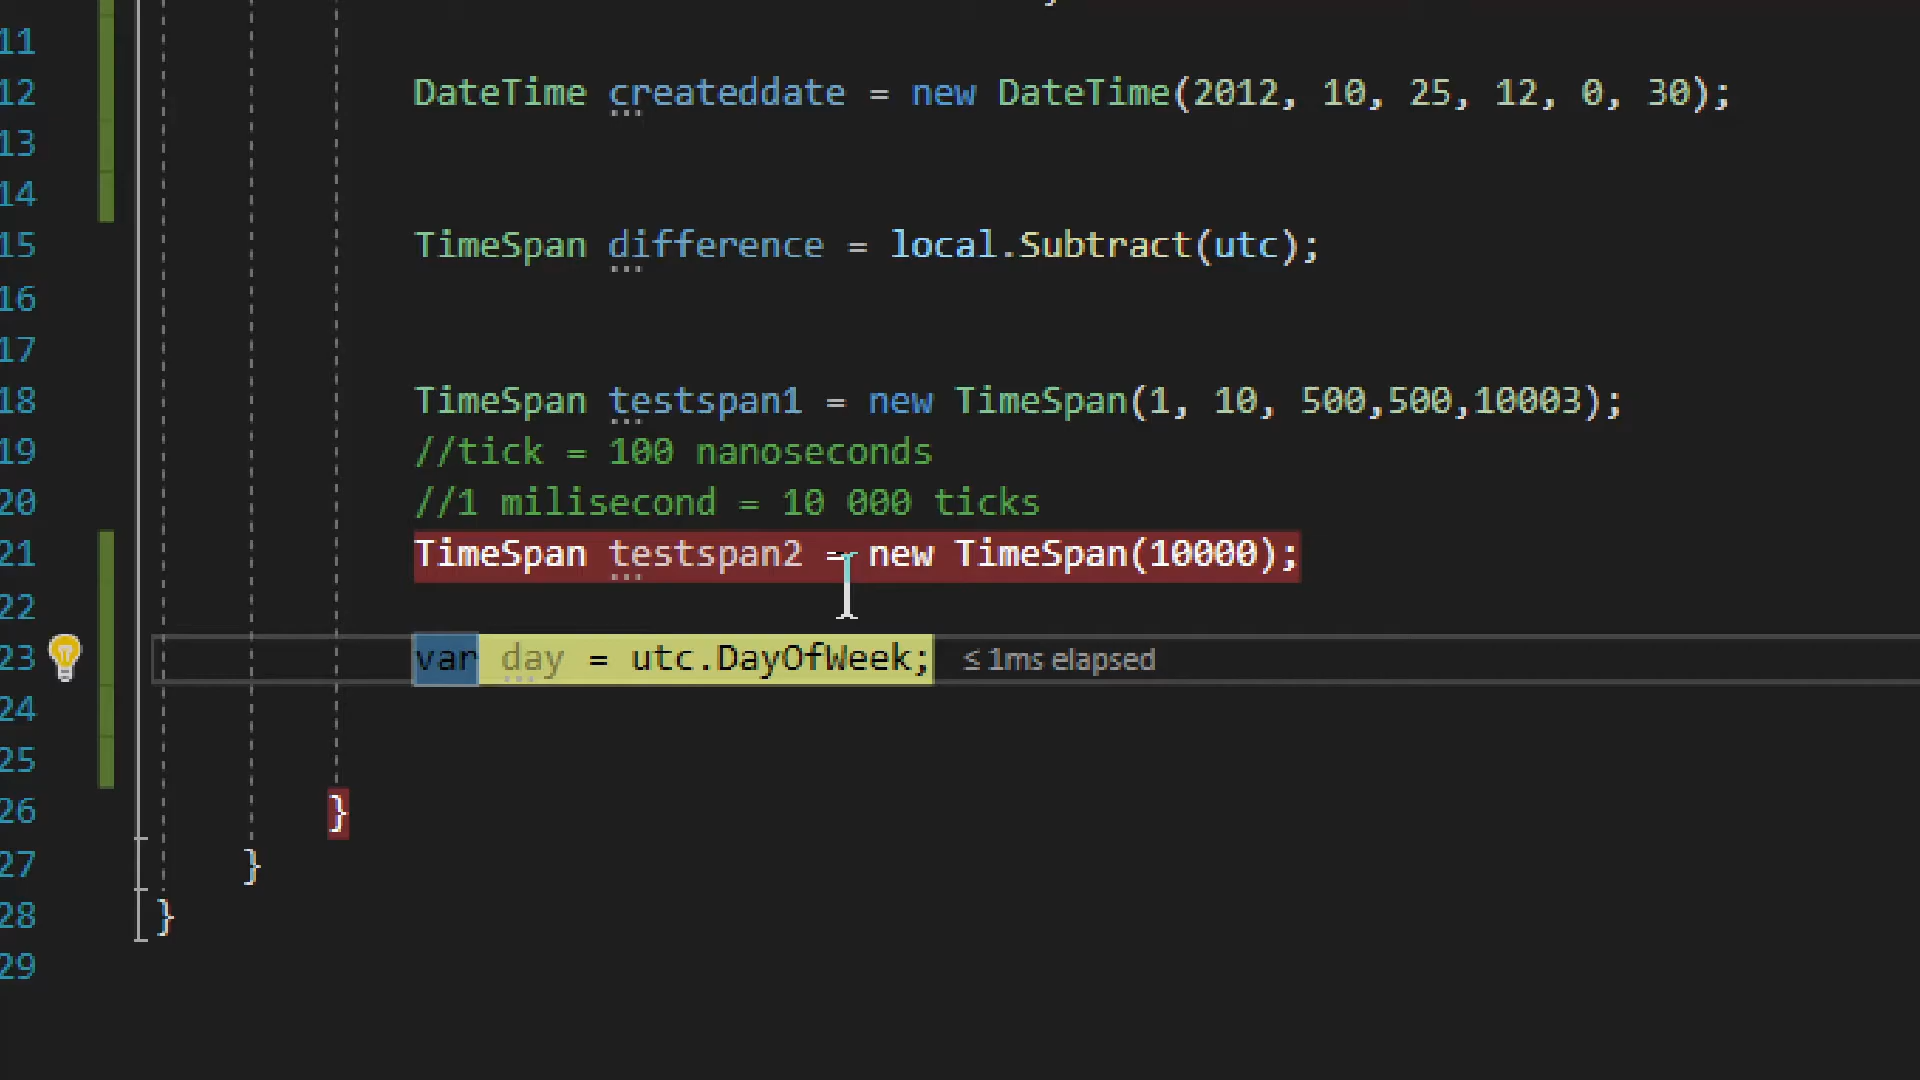 11
12 DateTime createddate = new DateTime(2012, 10, 25, 12, 0, 30);
13
14
15 TimeSpan difference = local.Subtract(utc);
16
17
18 TimeSpan testspan1 = new TimeSpan(1, 10, 500,500,10003);
19 //tick = 100 nanoseconds
20 //1 milisecond = 10 000 ticks
21 TimeSpan testspan2 = new TimeSpan(10000);
22
23 var day = utc.DayOfWeek; ≤ 1ms elapsed
24
25
26 }
27 }
28 }
29